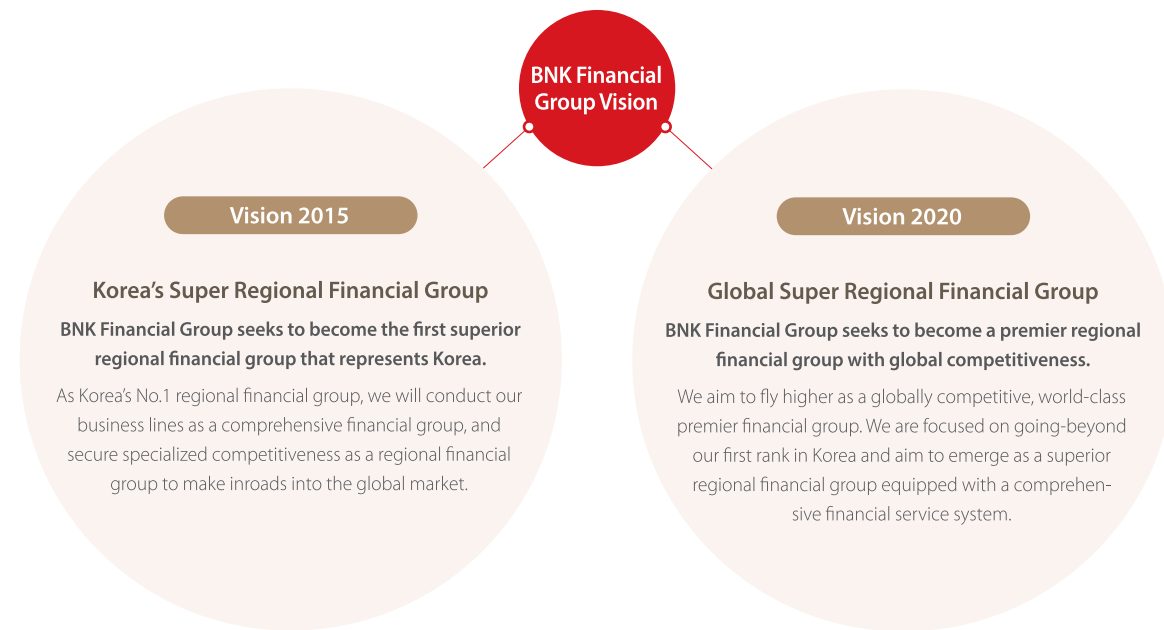 BNK Financial
Group Vision
Vision 2015
Korea’s Super Regional Financial Group
BNK Financial Group seeks to become the first superior
regional financial group that represents Korea.
As Korea’s No.1 regional financial group, we will conduct our
business lines as a comprehensive financial group, and
secure specialized competitiveness as a regional financial
group to make inroads into the global market.
Vision 2020
Global Super Regional Financial Group
BNK Financial Group seeks to become a premier regional
financial group with global competitiveness.
We aim to fly higher as a globally competitive, world-class
premier financial group. We are focused on going-beyond
our first rank in Korea and aim to emerge as a superior
regional financial group equipped with a comprehen-
sive financial service system.